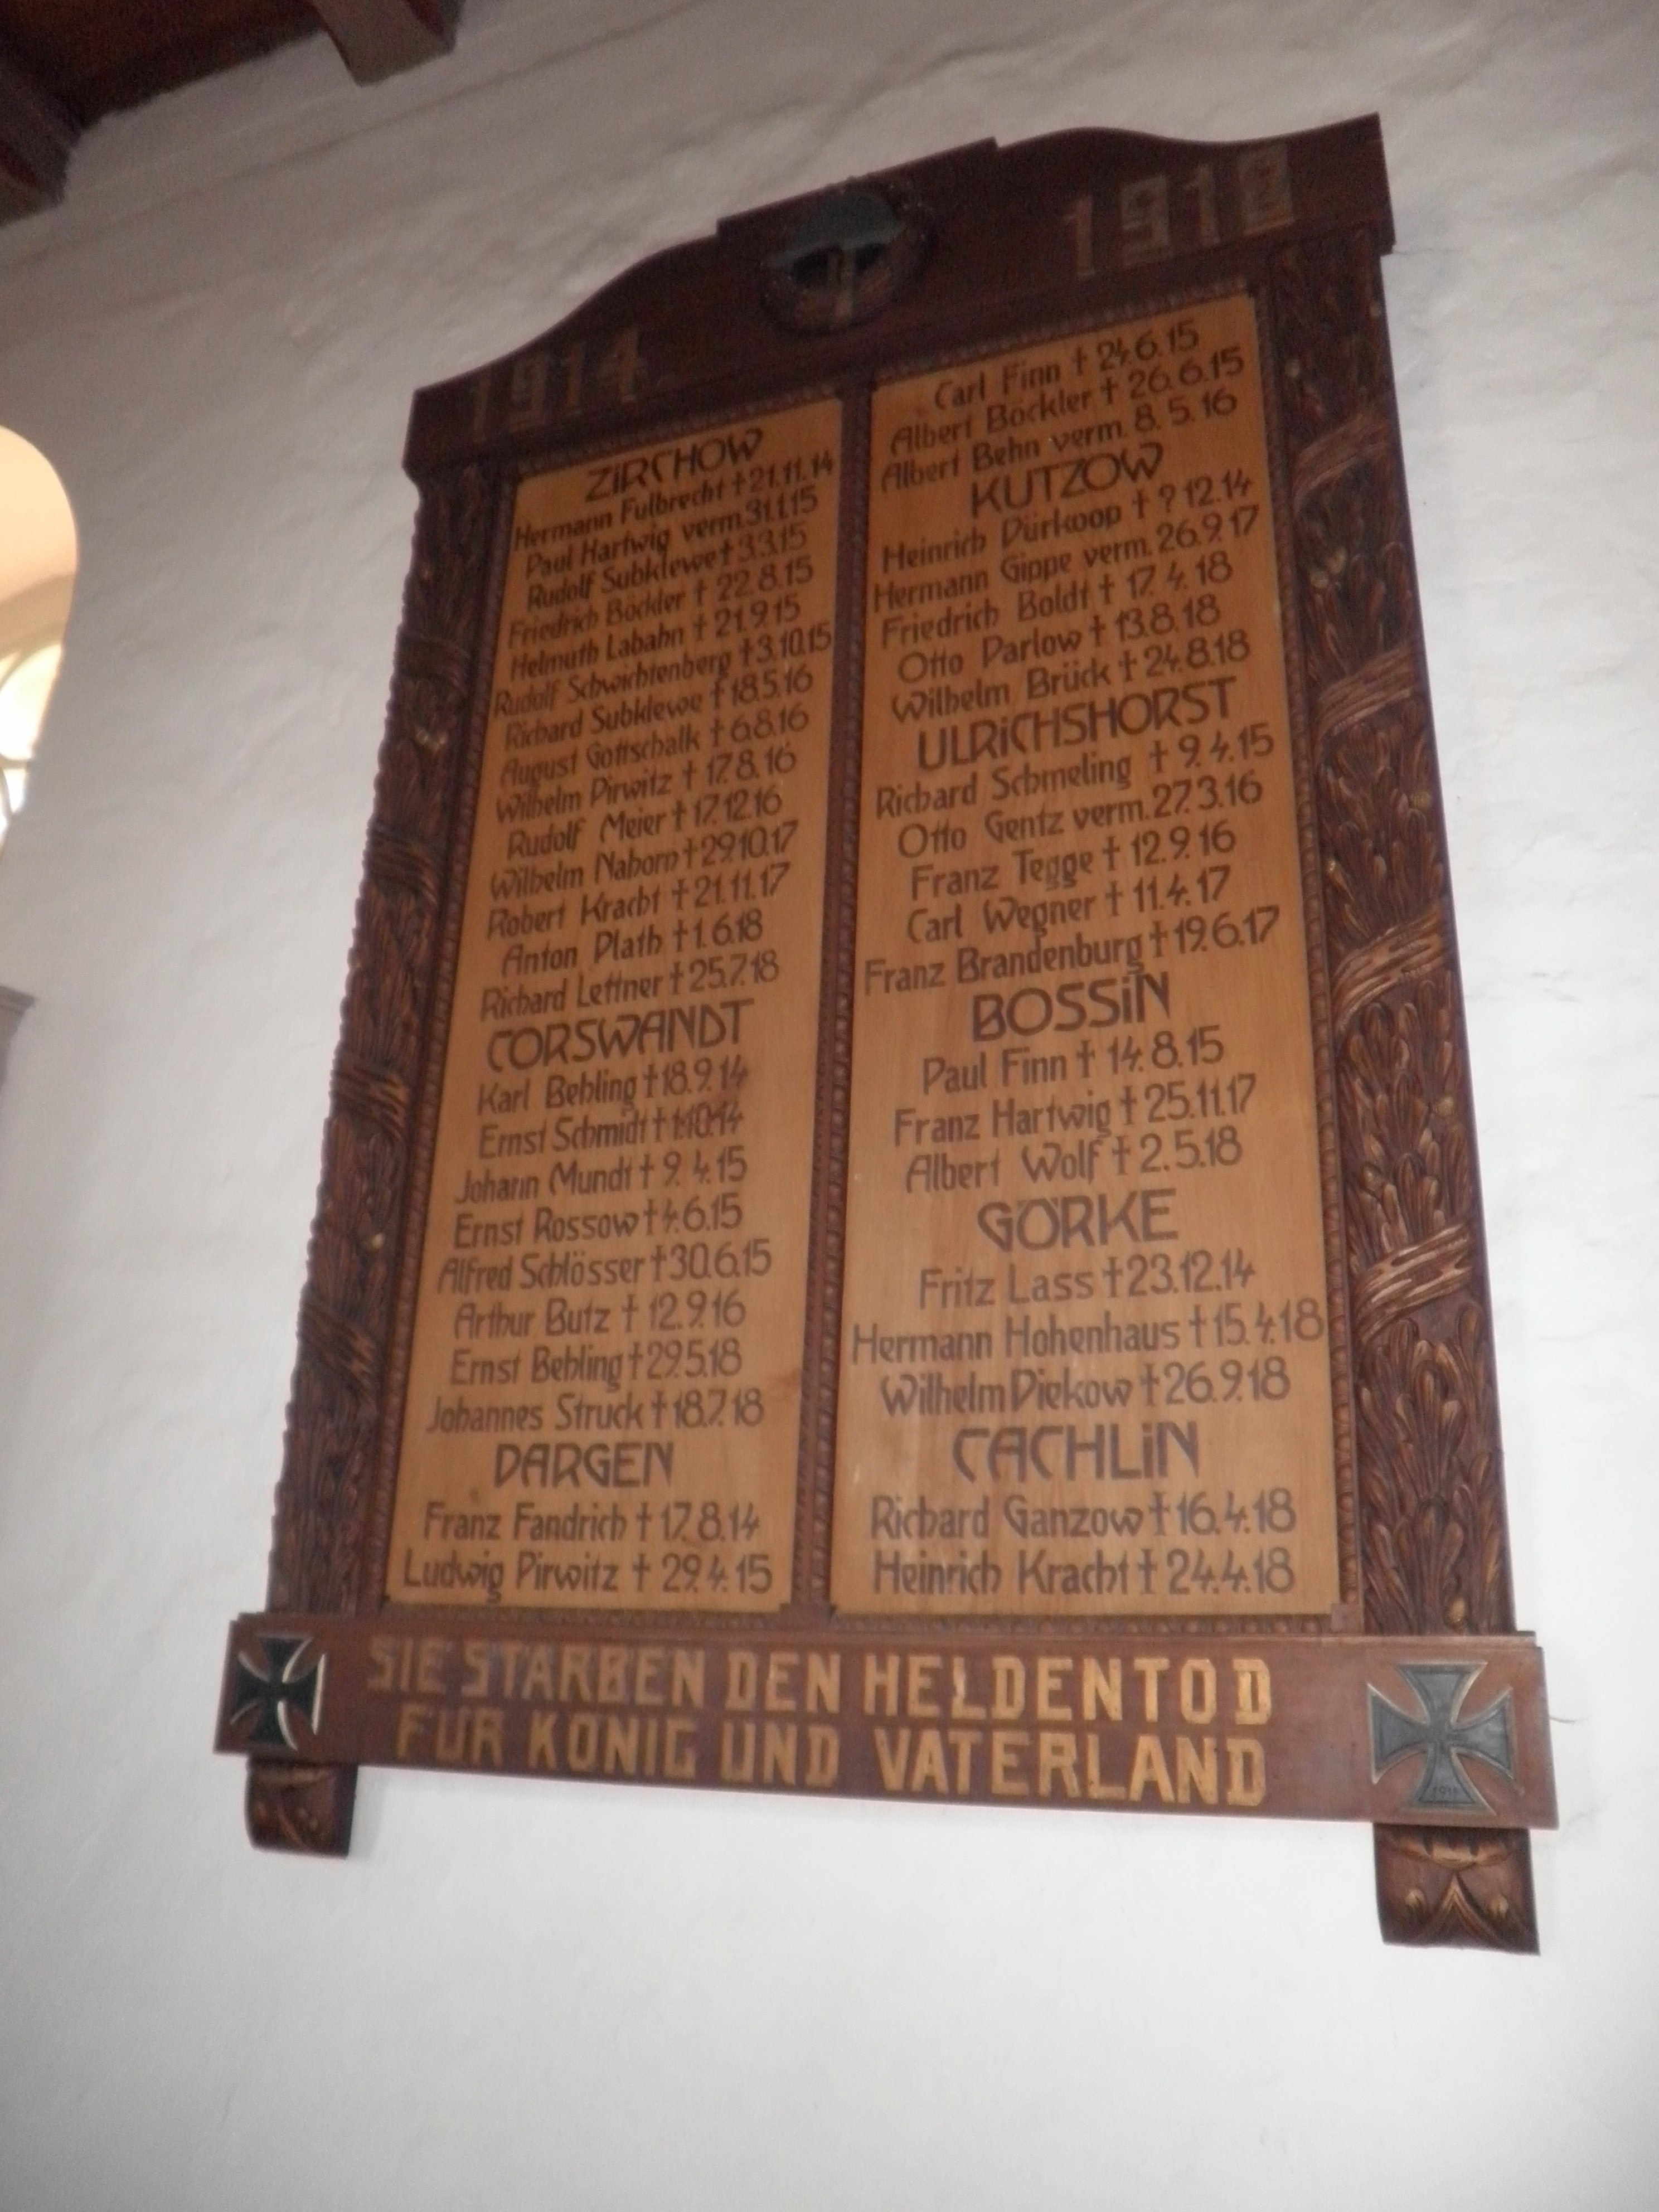 1914 1918
ZIRCHOW
Hermann Fulbrecht † 21.11.14
Paul Hartwig verm. 31.1.15
Rudolf Subklewe † 3.3.15
Friedrich Böckler † 22.8.15
Helmuth Labahn † 21.9.15
Rudolf Schwichtenberg † 3.10.15
Richard Subklewe † 18.5.16
August Gottschalk † 6.8.16
Wilhelm Pirwitz † 17.8.16
Rudolf Meier † 17.12.16
Wilhelm Naborn † 29.10.17
Robert Kracht † 21.11.17
Anton Plath † 1.6.18
Richard Lettner † 25.7.18
CORSWANDT
Karl Behling † 18.9.14
Ernst Schmidt † 1.10.14
Johann Mundt † 9.4.15
Ernst Rossow † 4.6.15
Alfred Schlösser † 30.6.15
Arthur Butz † 12.9.16
Ernst Behling † 29.5.18
Johannes Struck † 18.7.18
DARGEN
Franz Fandrich † 17.8.14
Ludwig Pirwitz † 29.4.15
Carl Finn † 24.6.15
Albert Böckler † 26.6.15
Albert Behn verm. 8.5.16
KUTZOW
Heinrich Dürkoop † ? 12.14
Hermann Gippe verm. 26.9.17
Friedrich Boldt † 17.4.18
Otto Parlow † 13.8.18
Wilhelm Brück † 24.8.18
ULRICHSHORST
Richard Schmeling † 9.4.15
Otto Gentz verm. 27.3.16
Franz Tegge † 12.9.16
Carl Wegner † 11.4.17
Franz Brandenburg † 19.6.17
BOSSIN
Paul Finn † 14.8.15
Franz Hartwig † 25.11.17
Albert Wolf † 2.5.18
GÖRKE
Fritz Lass † 23.12.14
Hermann Hohenhaus † 15.4.18
Wilhelm Diekow † 26.9.18
CACHLIN
Richard Ganzow † 16.4.18
Heinrich Kracht † 24.4.18
SIE STARBEN DEN HELDENTOD
FÜR KÖNIG UND VATERLAND